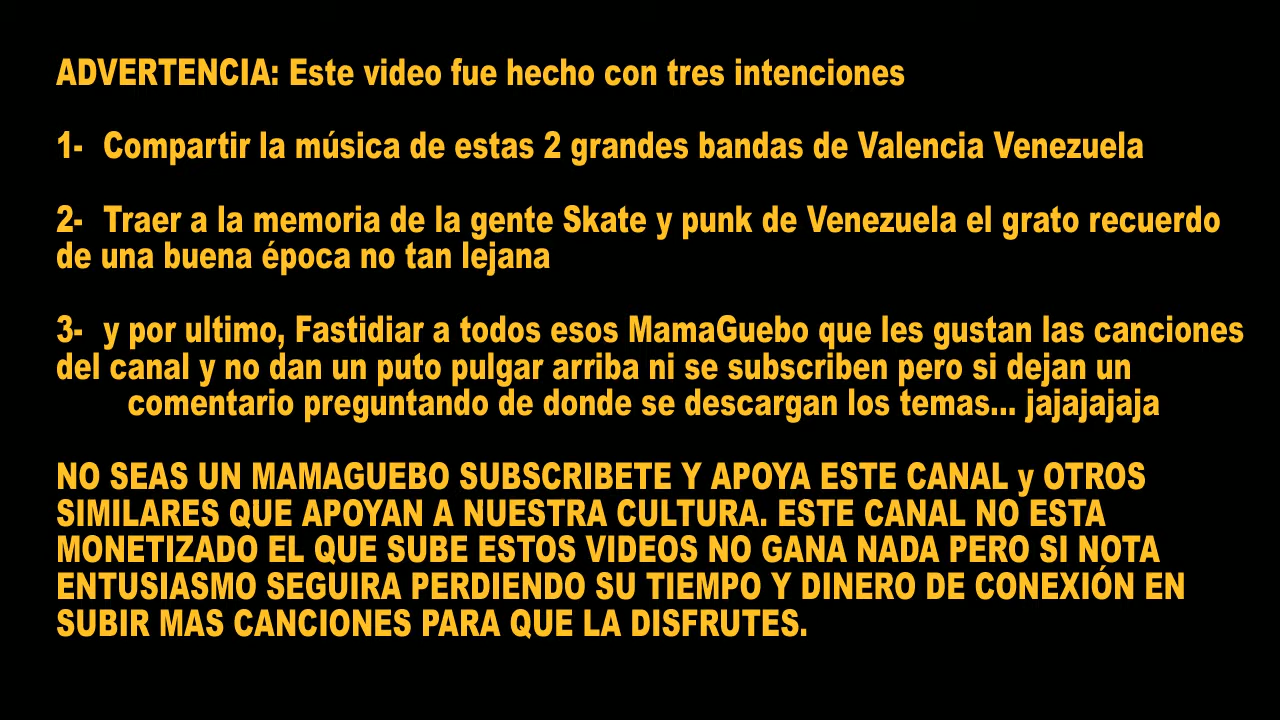 ADVERTENCIA: Este video fue hecho con tres intenciones
1- Compartir la música de estas 2 grandes bandas de Valencia Venezuela
2- Traer a la memoria de la gente Skate y punk de Venezuela el grato recuerdo
de una buena época no tan lejana
3- y por ultimo, Fastidiar a todos esos MamaGuebo que les gustan las canciones
del canal y no dan un puto pulgar arriba ni se subscriben pero si dejan un
comentario preguntando de donde se descargan los temas... jajajajaja
NO SEAS UN MAMAGUEBO SUBSCRIBETE Y APOYA ESTE CANAL y OTROS
SIMILARES QUE APOYAN A NUESTRA CULTURA. ESTE CANAL NO ESTA
MONETIZADO EL QUE SUBE ESTOS VIDEOS NO GANA NADA PERO SI NOTA
ENTUSIASMO SEGUIRA PERDIENDO SU TIEMPO Y DINERO DE CONEXIÓN EN
SUBIR MAS CANCIONES PARA QUE LA DISFRUTES.